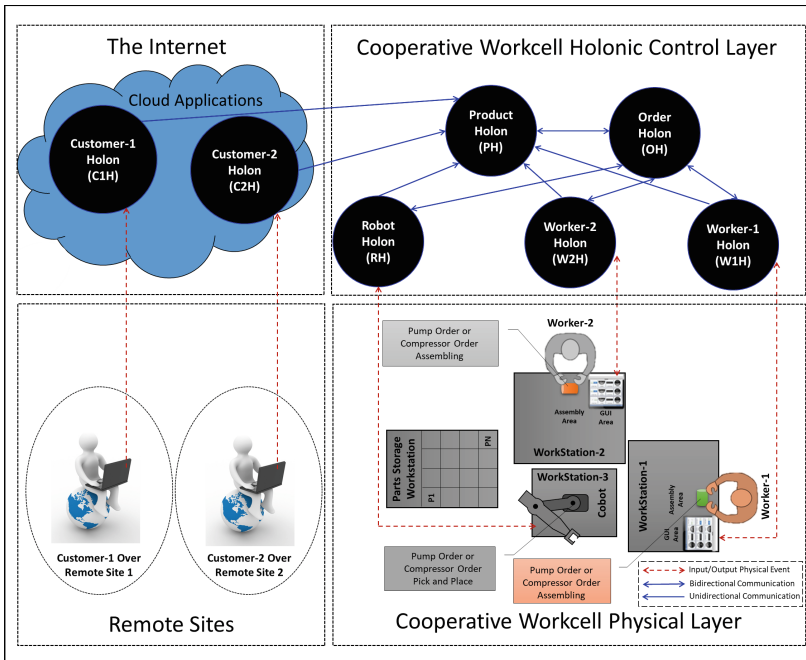 The Internet
Cloud Applications
Customer-1
Holon
(C1H)
Customer-2
Holon
(C2H)
Cooperative Workcell Holonic Control Layer
Product
Holon
(PH)
Order
Holon
(OH)
Robot
Holon
(RH)
Worker-2
Holon
(W2H)
Worker-1
Holon
(W1H)
Customer-1 Over
Remote Site 1
Customer-2 Over
Remote Site 2
Remote Sites
Pump Order or
Compressor Order
Assembling
Worker-2
Assembly
Area
GUI
Area
WorkStation-2
Parts Storage
Workstation
P1
PN
WorkStation-3
Cobot
WorkStation-1
Assembly
Area
GUI
Area
Worker-1
Pump Order or
Compressor Order
Pick and Place
Pump Order or
Compressor Order
Assembling
Input/Output Physical Event
Bidirectional Communication
Unidirectional Communication
Cooperative Workcell Physical Layer